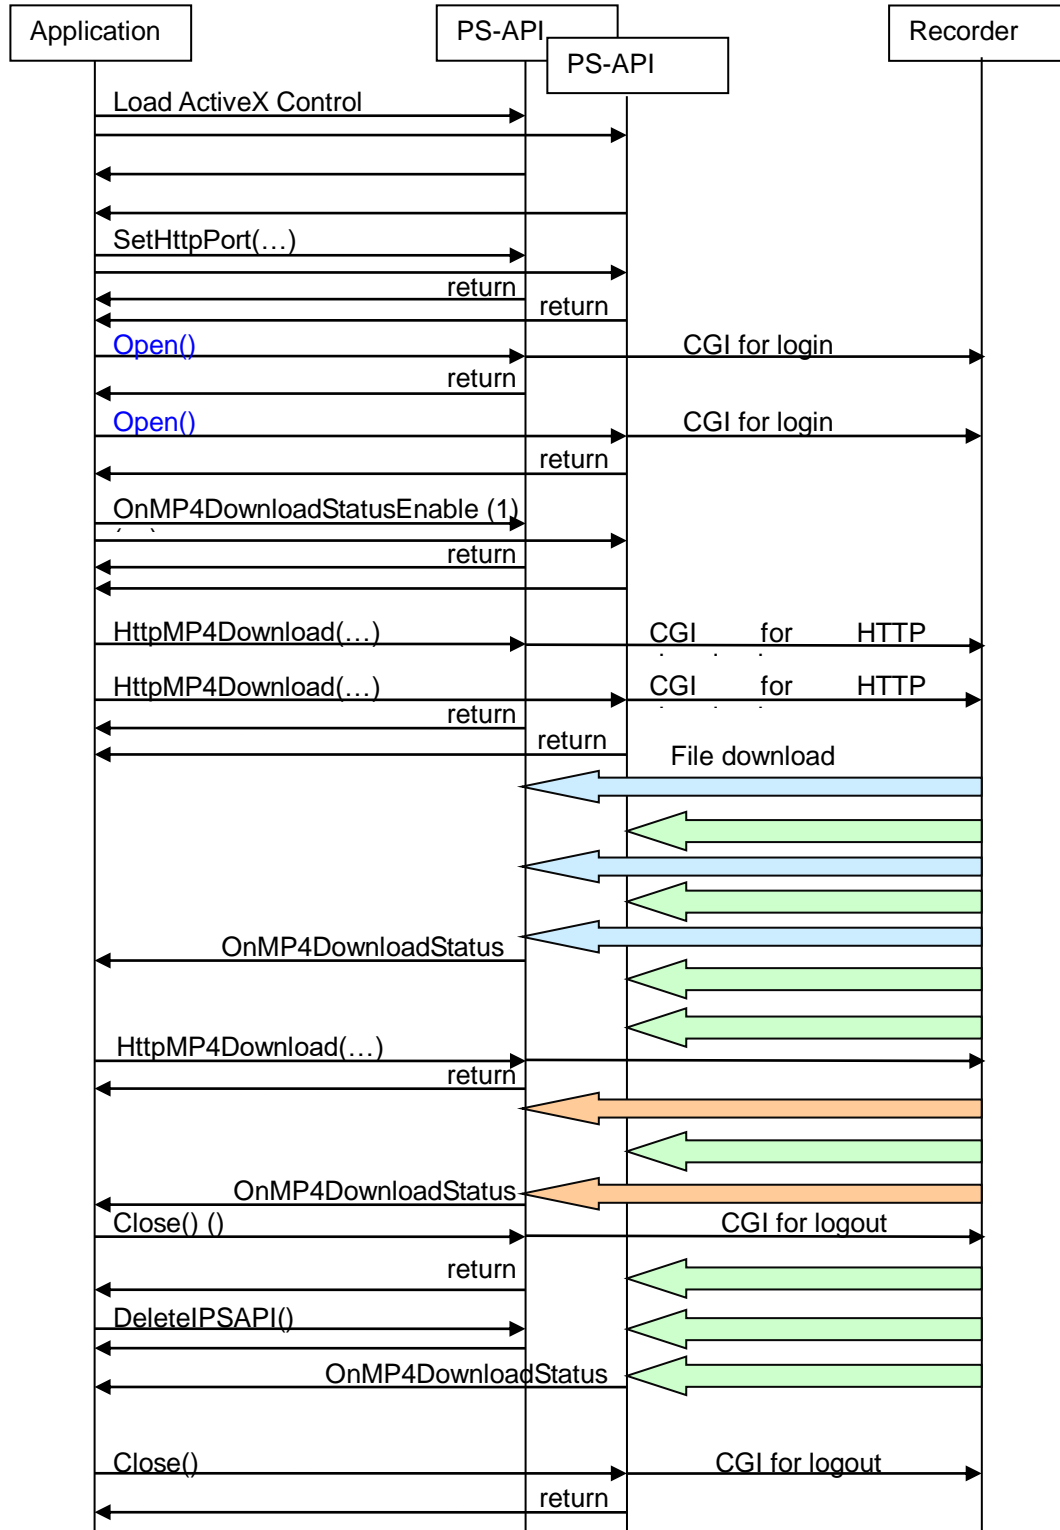 Application
PS-API
PS-API
Recorder
Load ActiveX Control
SetHttpPort(…)
return
return
Open()
CGI for login
return
Open()
CGI for login
return
OnMP4DownloadStatusEnable (1)
return
HttpMP4Download(…)
CGI for HTTP
HttpMP4Download(…)
CGI for HTTP
return
return
File download
OnMP4DownloadStatus
HttpMP4Download(…)
return
OnMP4DownloadStatus
Close() ()
CGI for logout
return
DeleteIPSAPI()
OnMP4DownloadStatus
Close()
CGI for logout
return